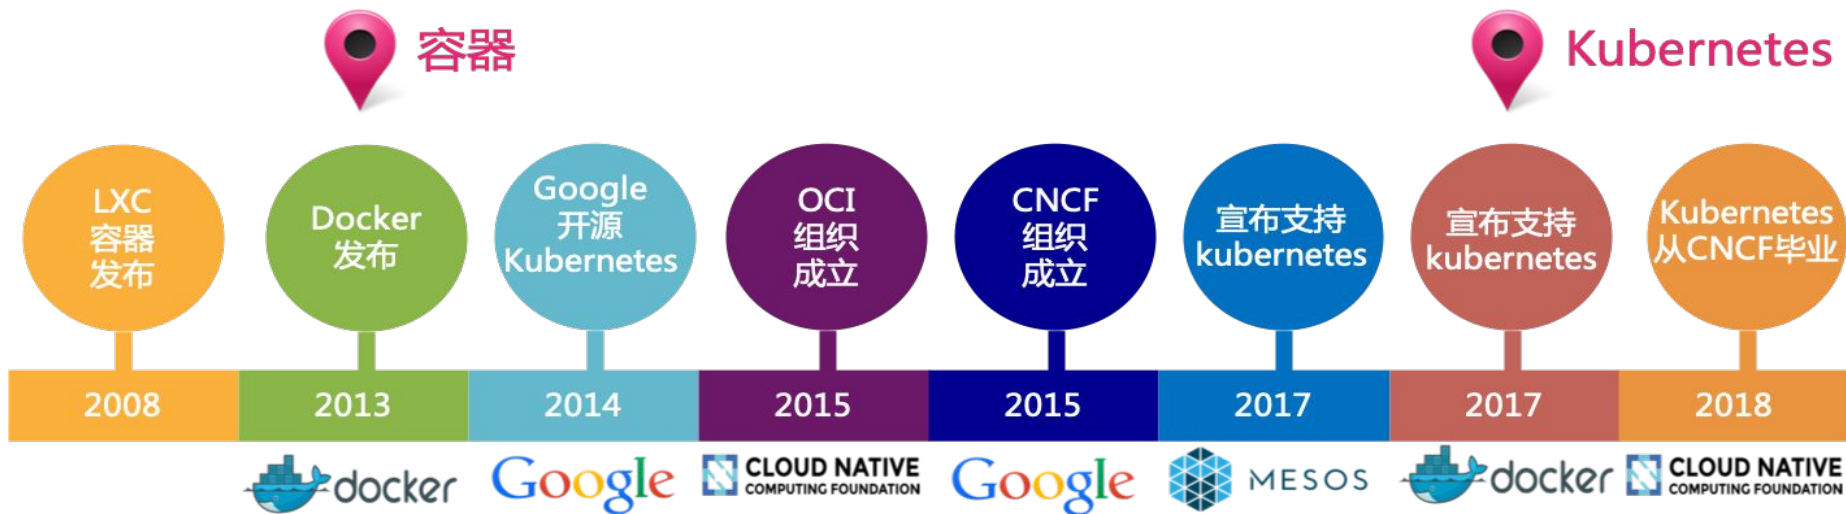 容器
Kubernetes
LXC
容器
发布
Docker
发布
Google
开源
Kubernetes
OCI
组织
成立
CNCF
组织
成立
宣布支持
kubernetes
宣布支持
kubernetes
Kubernetes
从CNCF毕业
2008
2013
2014
2015
2015
2017
2017
2018
docker
Google
CLOUD NATIVE
COMPUTING FOUNDATION
Google
MESOS
docker
CLOUD NATIVE
COMPUTING FOUNDATION